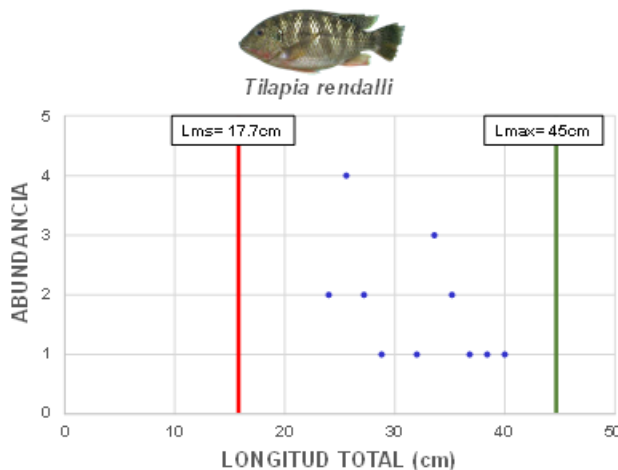 Tilapia rendalli
5
Lms= 17.7cm
Lmax= 45cm
4
3
2
1
0
ABUNDANCIA
0 10 20 30 40 50
LONGITUD TOTAL (cm)